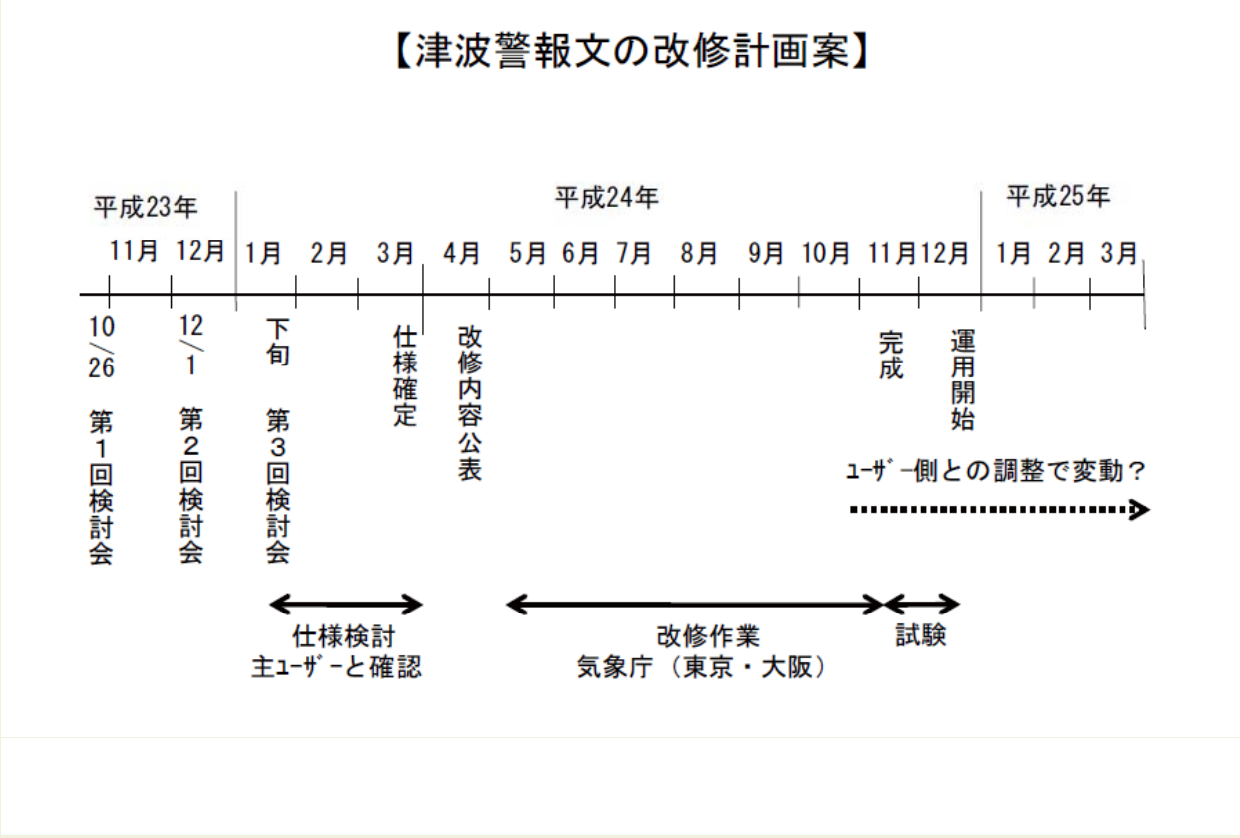 【津波警報文の改修計画案】
平成23年
平成24年
平成25年
11月
12月
1月
2月
3月
4月
5月
6月
7月
8月
9月
10月
11月
12月
1月
2月
3月
10/26 第1回検討会
12/1 第2回検討会
下旬 第3回検討会
仕様確定
改修内容公表
完成
運用開始
ﾕｰｻﾞｰ側との調整で変動？
仕様検討
主ﾕｰｻﾞｰと確認
改修作業
気象庁（東京・大阪）
試験